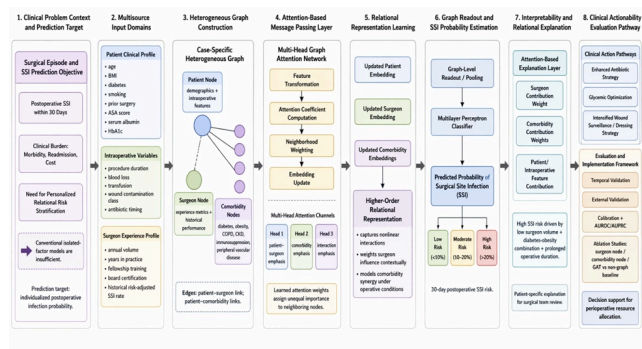 1. Clinical Problem Context
and Prediction Target
Surgical Episode and
SSI Prediction Objective
Postoperative SSI
within 30 Days
Clinical Burden:
Morbidity, Readmission,
Cost
Need for Personalized
Relational Risk
Stratification
Conventional isolated-
factor models are
insufficient.
Prediction target:
individualized postoperative
infection probability.
2. Multisource
Input Domains
Patient Clinical Profile
• age
• BMI
• diabetes
• smoking
• prior surgery
• ASA score
• serum albumin
• HbA1c
Intraoperative Variables
• procedure duration
• blood loss
• transfusion
• wound contamination
class
• antibiotic timing
Surgeon Experience Profile
• annual volume
• years in practice
• fellowship training
• board certification
• historical risk-adjusted
SSI rate
3. Heterogeneous Graph
Construction
Case-Specific
Heterogeneous Graph
Patient Node
demographics +
intraoperative
features
Surgeon Node
experience metrics +
historical
performance
Comorbidity
Nodes
diabetes, obesity,
COPD, CKD,
immunosuppression,
peripheral vascular
disease
Edges: patient–surgeon link;
patient–comorbidity links.
4. Attention-Based
Message Passing Layer
Multi-Head Graph
Attention Network
Feature
Transformation
Attention Coefficient
Computation
Neighborhood
Weighting
Embedding
Update
Multi-Head Attention Channels
Head 1
patient–
surgeon
emphasis
Head 2
comorbidity
emphasis
Head 3
interaction
emphasis
Learned attention weights
assign unequal importance
to neighboring nodes.
5. Relational
Representation Learning
Updated Patient
Embedding
Updated Surgeon
Embedding
Updated Comorbidity
Embeddings
Higher-Order
Relational
Representation
• captures nonlinear
interactions
• weights surgeon
influence contextually
• models comorbidity
synergy under
operative conditions
6. Graph Readout and
SSI Probability Estimation
Graph-Level
Readout / Pooling
Multilayer Perceptron
Classifier
Predicted Probability of
Surgical Site Infection
(SSI)
Low
Risk
(<10%)
Moderate
Risk
(10–20%)
High
Risk
(>20%)
30-day postoperative SSI risk.
7. Interpretability and
Relational Explanation
Attention-Based
Explanation Layer
Surgeon
Contribution
Weight
Comorbidity
Contribution
Weights
Patient/
Intraoperative
Feature
Contribution
High SSI risk driven by
low surgeon volume +
diabetes-obesity
combination + prolonged
operative duration.
Patient-specific explanation
for surgical team review.
8. Clinical Actionability
Evaluation Pathway
Clinical Action Pathways
Enhanced Antibiotic
Strategy
Glycemic Optimization
Intensified Wound
Surveillance / Dressing
Strategy
Evaluation and
Implementation Framework
Temporal Validation
External Validation
Calibration +
AUROC/AUPRC
Ablation Studies:
surgeon node /
comorbidity node /
GAT vs non-graph
baseline
Decision support for
perioperative resource
allocation.